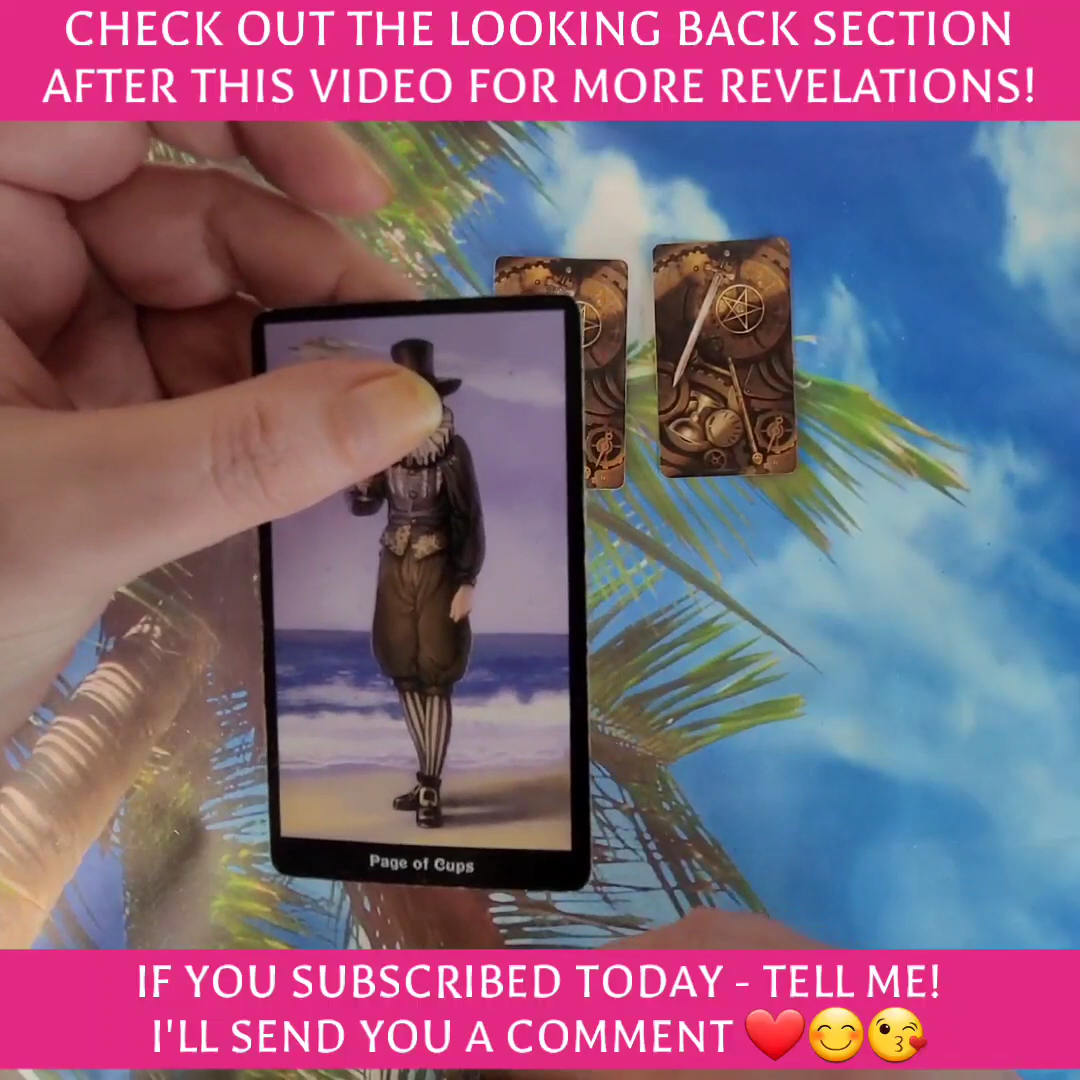 CHECK OUT THE LOOKING BACK SECTION
AFTER THIS VIDEO FOR MORE REVELATIONS!
Page of Cups
IF YOU SUBSCRIBED TODAY - TELL ME!
I'LL SEND YOU A COMMENT ❤️😊😘